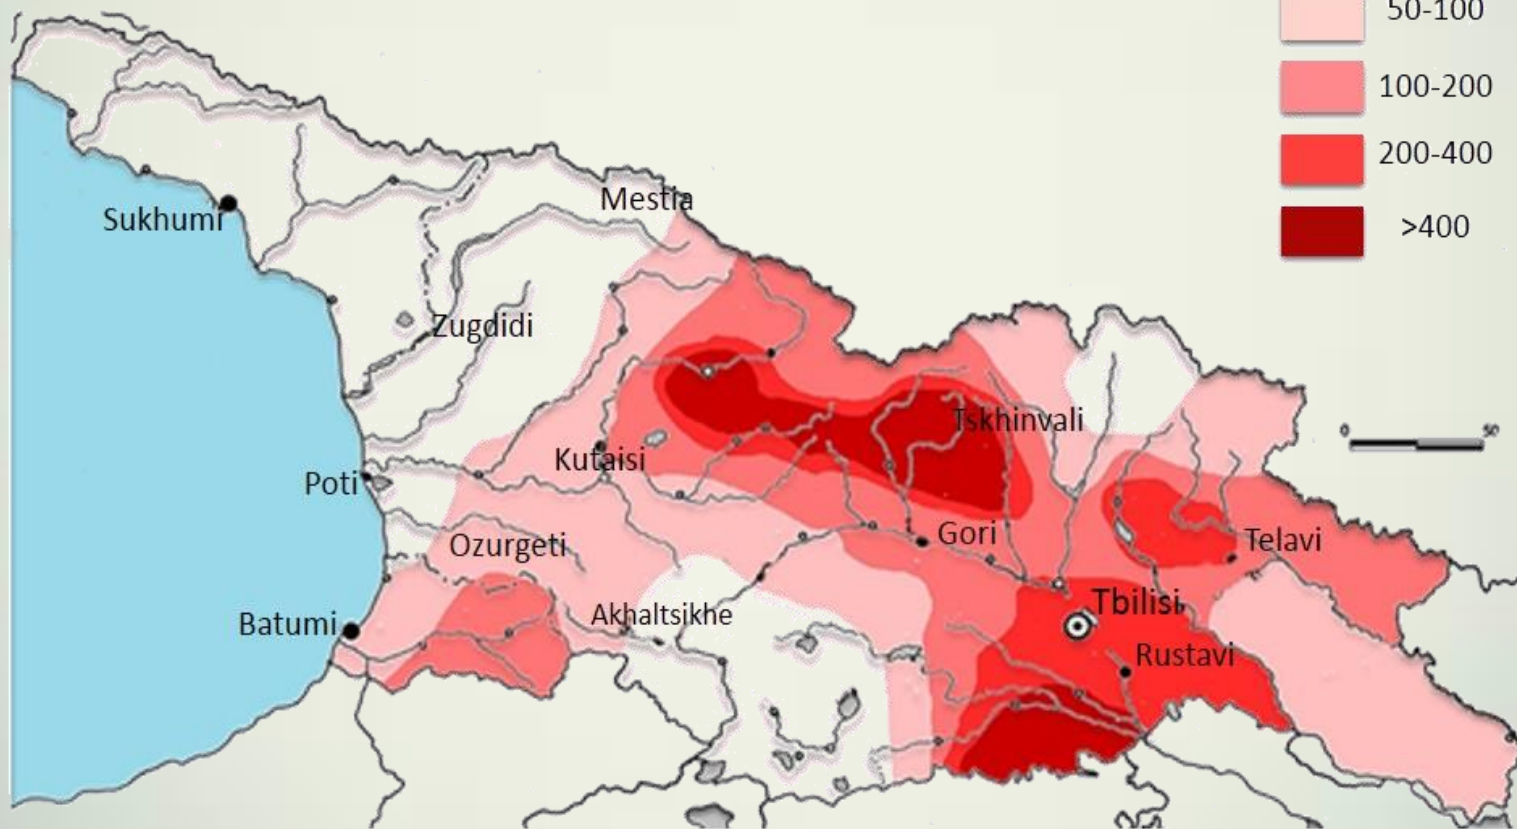 50-100
100-200
200-400
>400
Mestia
Sukhumi
Zugdidi
Tskhinvali
0 50
Kutaisi
Poti
Gori
Telavi
Ozurgeti
Tbilisi
Akhaltsikhe
Batumi
Rustavi